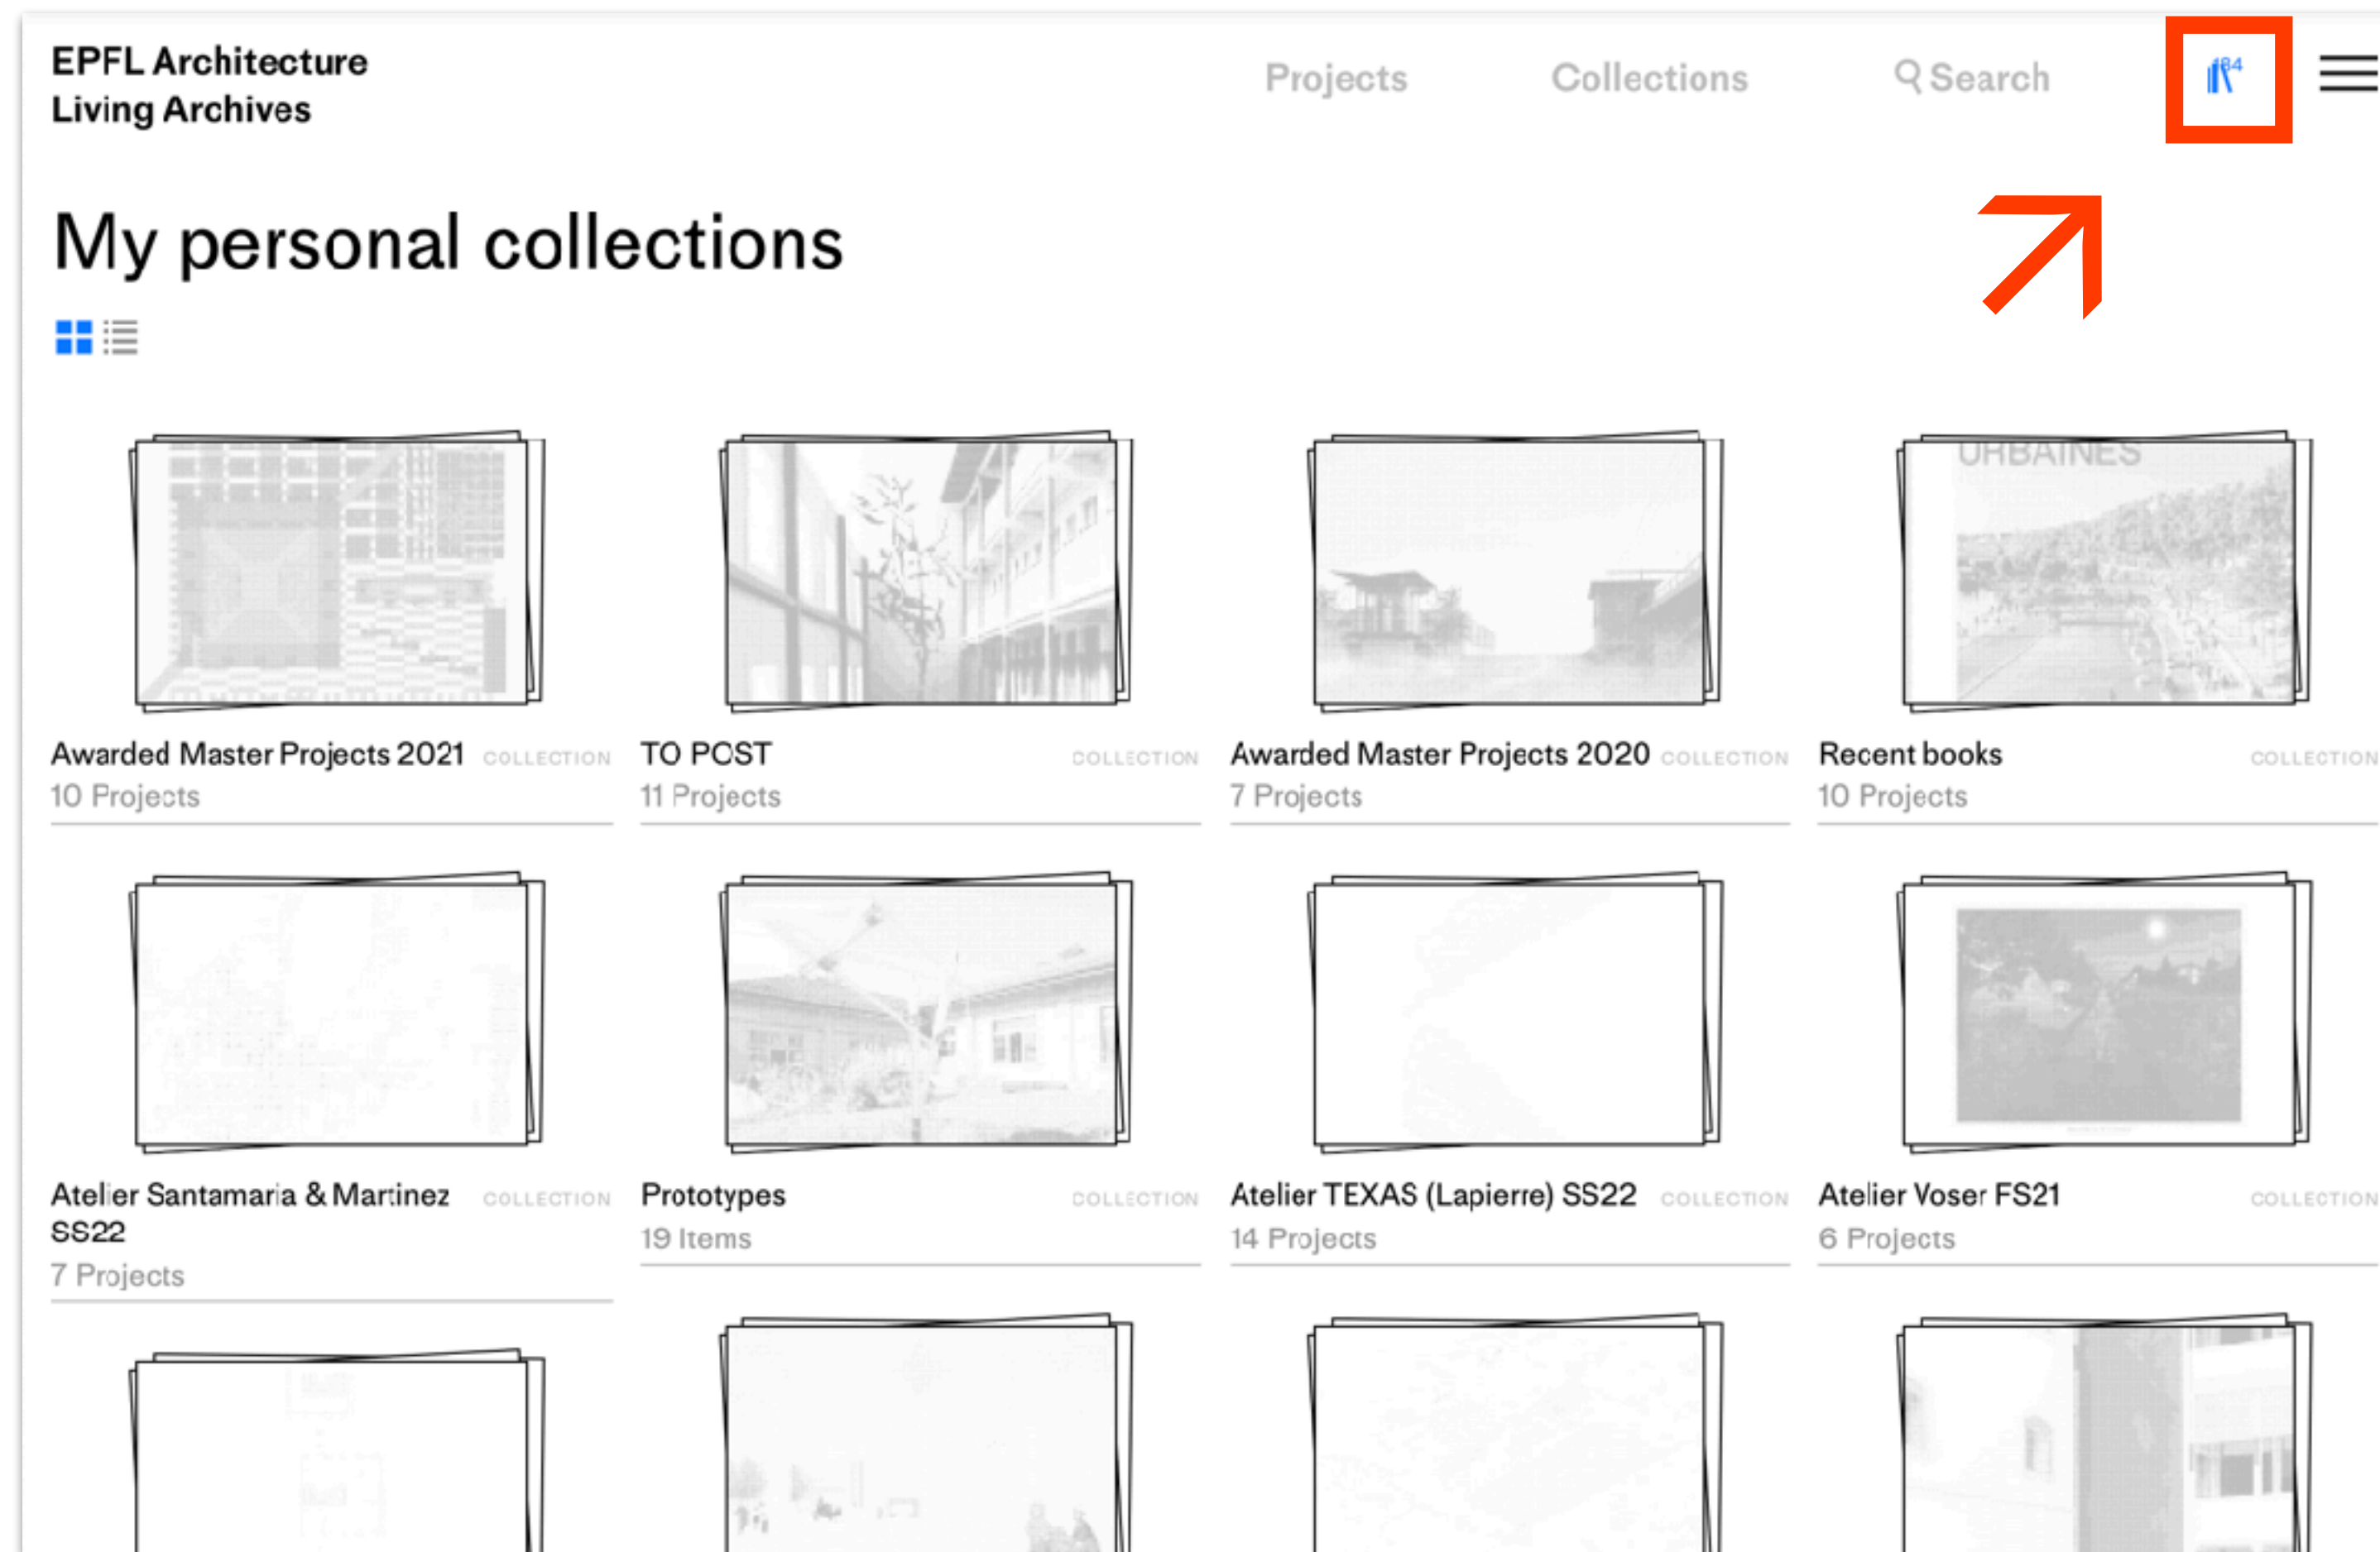 EPFL Architecture
Living Archives
Projects
Collections
Search
184
My personal collections
URBAINES
Awarded Master Projects 2021 COLLECTION
10 Projects
TO POST COLLECTION
11 Projects
Awarded Master Projects 2020 COLLECTION
7 Projects
Recent books COLLECTION
10 Projects
Atelier Santamaria & Martinez COLLECTION
SS22
7 Projects
Prototypes COLLECTION
19 Items
Atelier TEXAS (Lapierre) SS22 COLLECTION
14 Projects
Atelier Voser FS21 COLLECTION
6 Projects